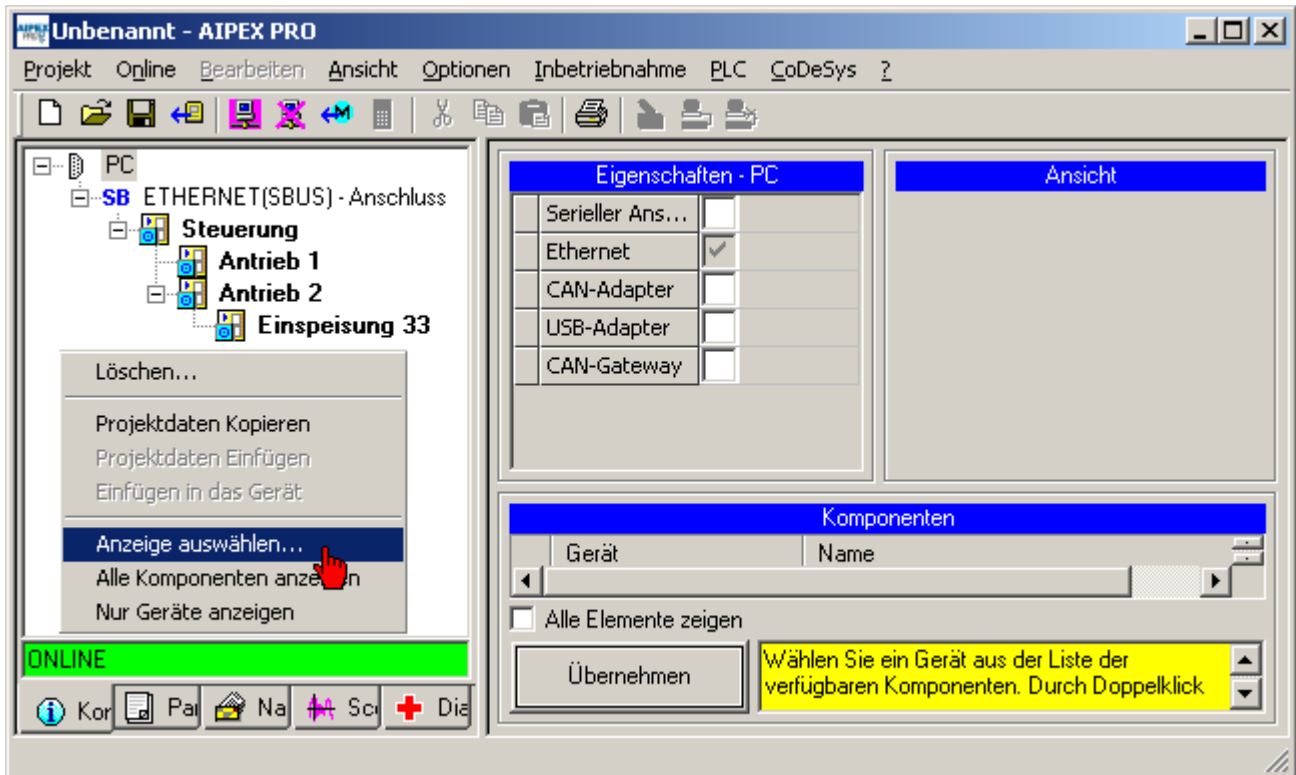 Unbenannt - AIPEX PRO
Projekt Online Bearbeiten Ansicht Optionen Inbetriebnahme PLC CoDeSys ?
PC
SB ETHERNET(SBUS) - Anschluss
Steuerung
Antrieb 1
Antrieb 2
Einspeisung 33
Löschen...
Projektdaten Kopieren
Projektdaten Einfügen
Einfügen in das Gerät
Anzeige auswählen...
Alle Komponenten
Nur Geräte anzeigen
ONLINE
Kor Par Na Sco Dia
Eigenschaften - PC
Serieller Ans...
Ethernet
CAN-Adapter
USB-Adapter
CAN-Gateway
Ansicht
Komponenten
Gerät Name
Alle Elemente zeigen
Übernehmen
Wählen Sie ein Gerät aus der Liste der
verfügbaren Komponenten. Durch Doppelklick